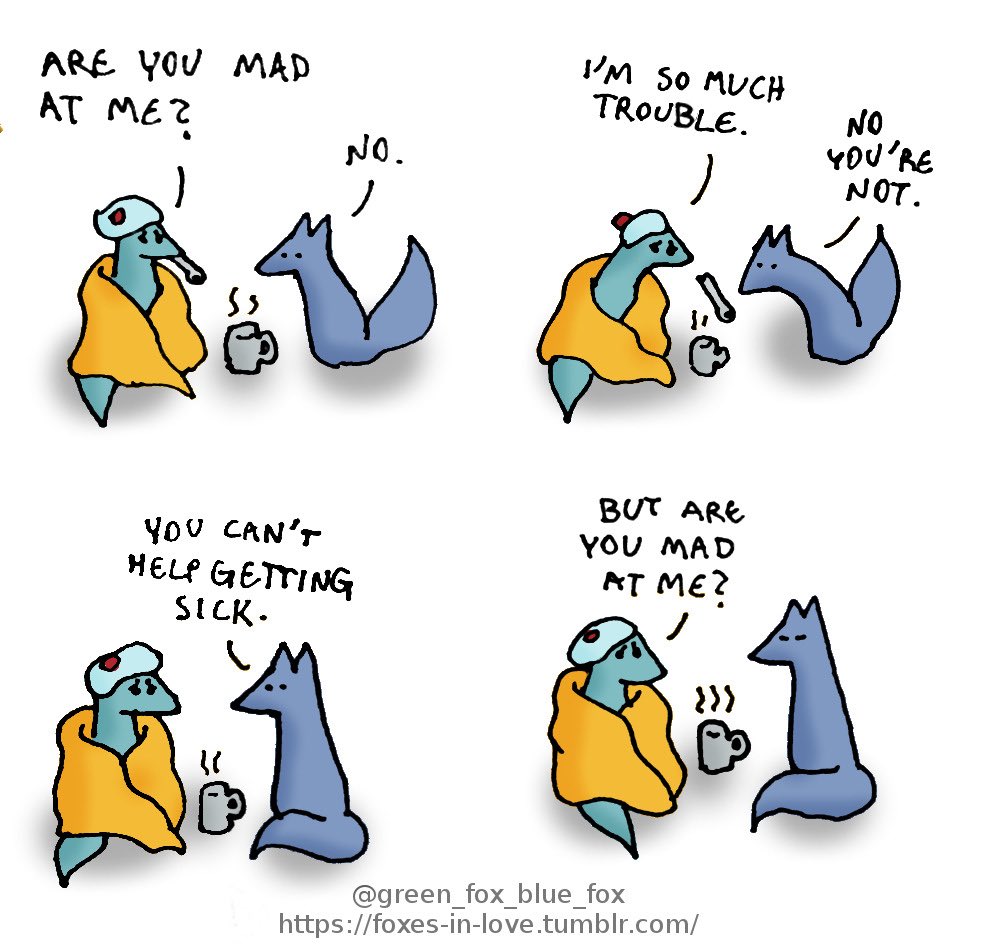 ARE YOU MAD
AT ME?
NO.
I'M SO MUCH
TROUBLE.
NO
YOU'RE
NOT.
YOU CAN'T
HELP GETTING
SICK.
BUT ARE
YOU MAD
AT ME?
@green_fox_blue_fox
https://foxes-in-love.tumblr.com/